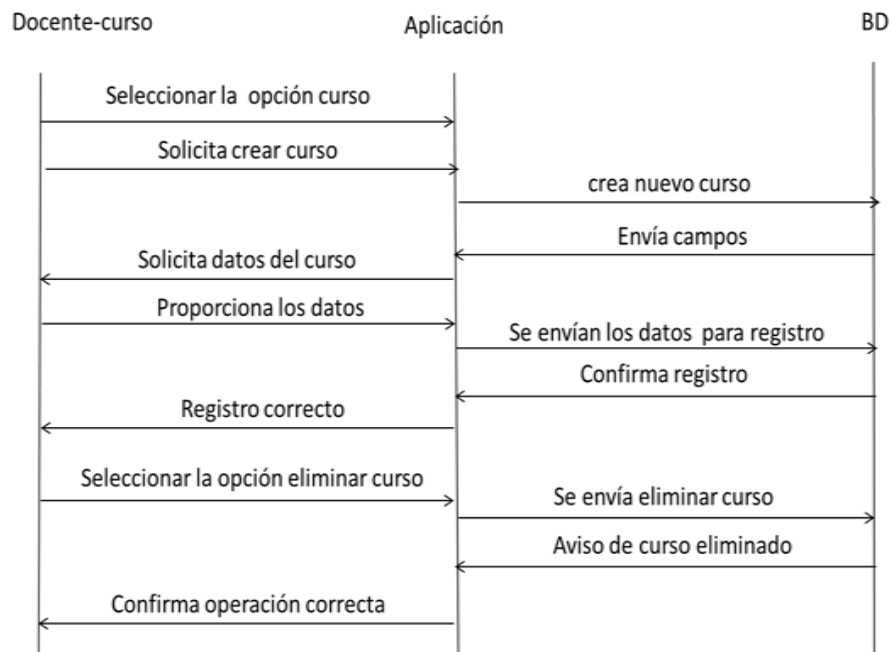 Docente-curso
Aplicación
BD
Seleccionar la opción curso
Solicita crear curso
crea nuevo curso
Envía campos
Solicita datos del curso
Proporciona los datos
Se envían los datos para registro
Confirma registro
Registro correcto
Seleccionar la opción eliminar curso
Se envía eliminar curso
Aviso de curso eliminado
Confirma operación correcta